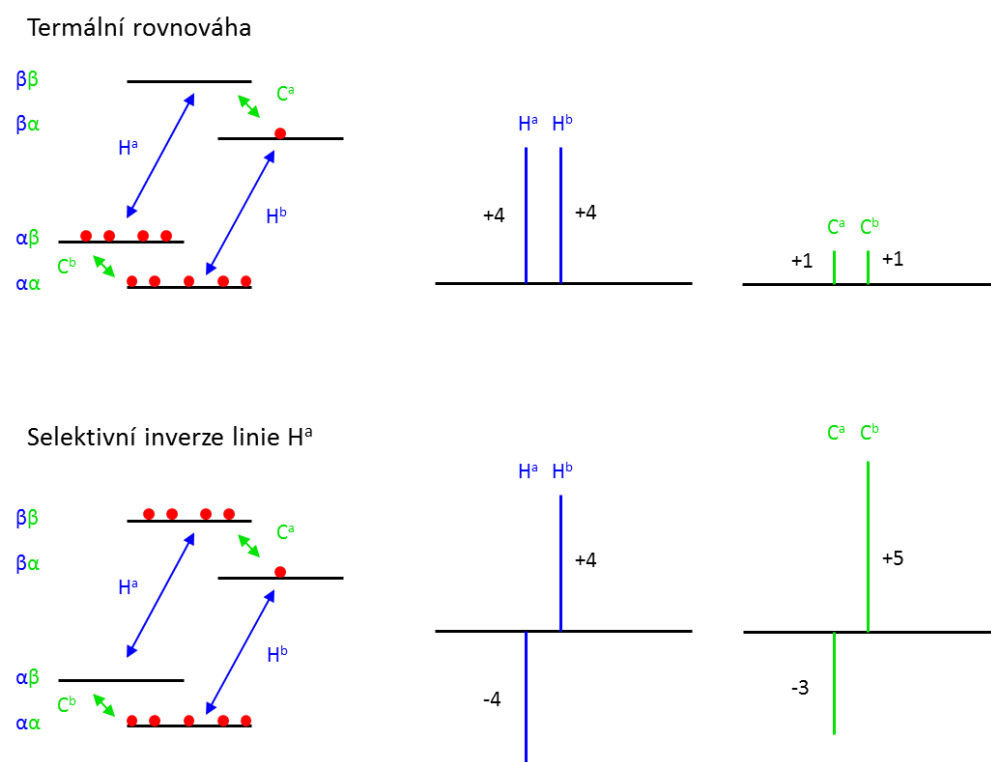 Termální rovnováha
ββ
Cᵃ
βα
Hᵃ
Hᵇ
αβ
Cᵇ
αα
Hᵃ Hᵇ
+4 +4
Cᵃ Cᵇ
+1 +1
Selektivní inverze linie Hᵃ
ββ
Cᵃ
βα
Hᵃ
Hᵇ
αβ
Cᵇ
αα
Hᵃ Hᵇ
+4
-4
Cᵃ Cᵇ
+5
-3